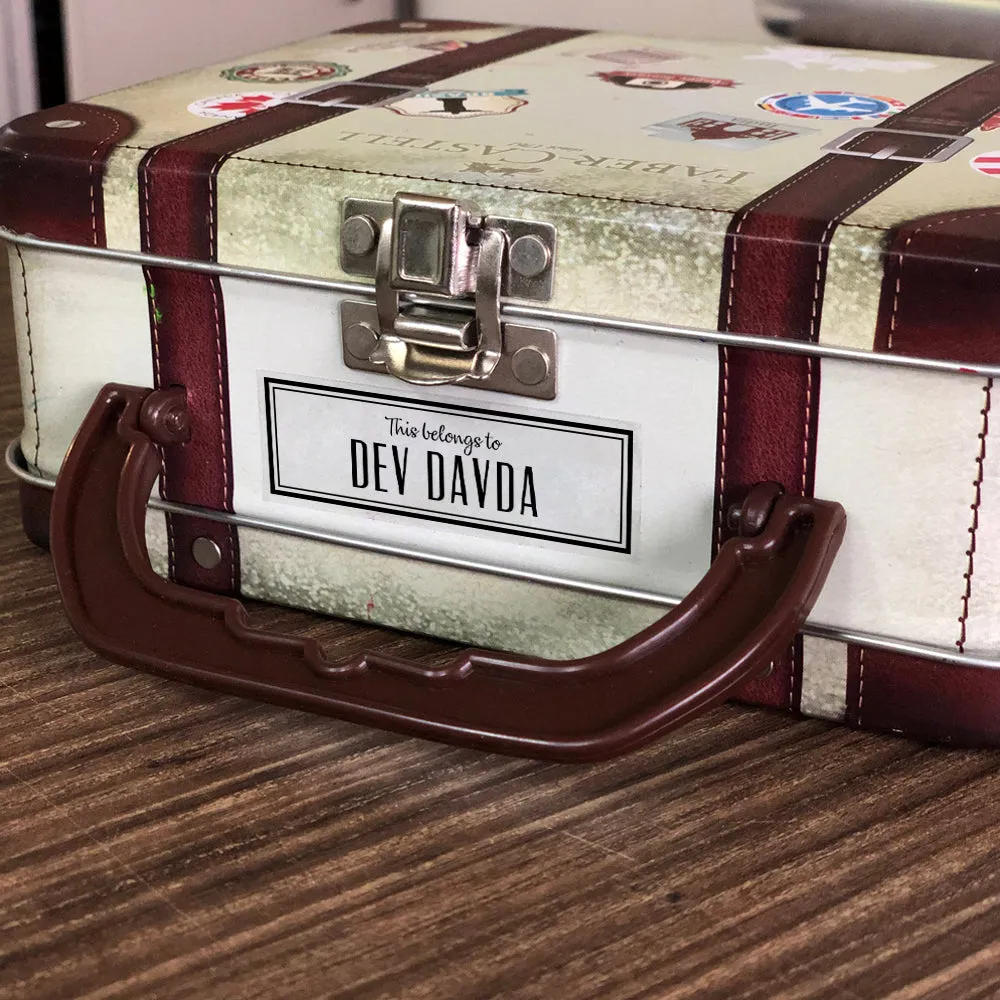 FABER-CASTELL
This belongs to
DEV DAVDA